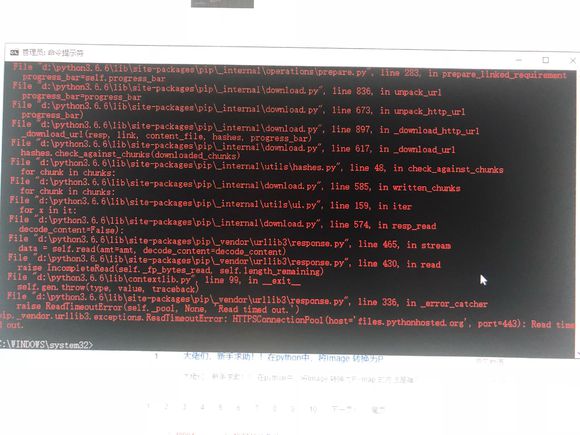 管理员: 命令提示符
File "d:\python3.6.6\lib\site-packages\pip\_internal\operations\prepare.py", line 283, in prepare_linked_requirement
progress_bar=self.progress_bar
File "d:\python3.6.6\lib\site-packages\pip\_internal\download.py", line 836, in unpack_url
progress_bar=progress_bar
File "d:\python3.6.6\lib\site-packages\pip\_internal\download.py", line 673, in unpack_http_url
progress_bar)
File "d:\python3.6.6\lib\site-packages\pip\_internal\download.py", line 897, in _download_http_url
_download_url(resp, link, content_file, hashes, progress_bar)
File "d:\python3.6.6\lib\site-packages\pip\_internal\download.py", line 617, in _download_url
hashes.check_against_chunks(downloaded_chunks)
File "d:\python3.6.6\lib\site-packages\pip\_internal\utils\hashes.py", line 48, in check_against_chunks
for chunk in chunks:
File "d:\python3.6.6\lib\site-packages\pip\_internal\download.py", line 585, in written_chunks
for chunk in chunks:
File "d:\python3.6.6\lib\site-packages\pip\_internal\utils\ui.py", line 159, in iter
for x in it:
File "d:\python3.6.6\lib\site-packages\pip\_internal\download.py", line 574, in resp_read
decode_content=False):
File "d:\python3.6.6\lib\site-packages\pip\_vendor\urllib3\response.py", line 465, in stream
data = self.read(amt=amt, decode_content=decode_content)
File "d:\python3.6.6\lib\site-packages\pip\_vendor\urllib3\response.py", line 430, in read
raise IncompleteRead(self._fp_bytes_read, self.length_remaining)
File "d:\python3.6.6\lib\contextlib.py", line 99, in __exit__
self.gen.throw(type, value, traceback)
File "d:\python3.6.6\lib\site-packages\pip\_vendor\urllib3\response.py", line 336, in _error_catcher
raise ReadTimeoutError(self._pool, None, "Read timed out.")
pip._vendor.urllib3.exceptions.ReadTimeoutError: HTTPSConnectionPool(host='files.pythonhosted.org', port=443): Read time
d out.
C:\WINDOWS\system32>
1 大佬们，新手求助！！在python中，将image 转换为P
1 2 3 4 5 6 7 8 9 10 下一页 尾页